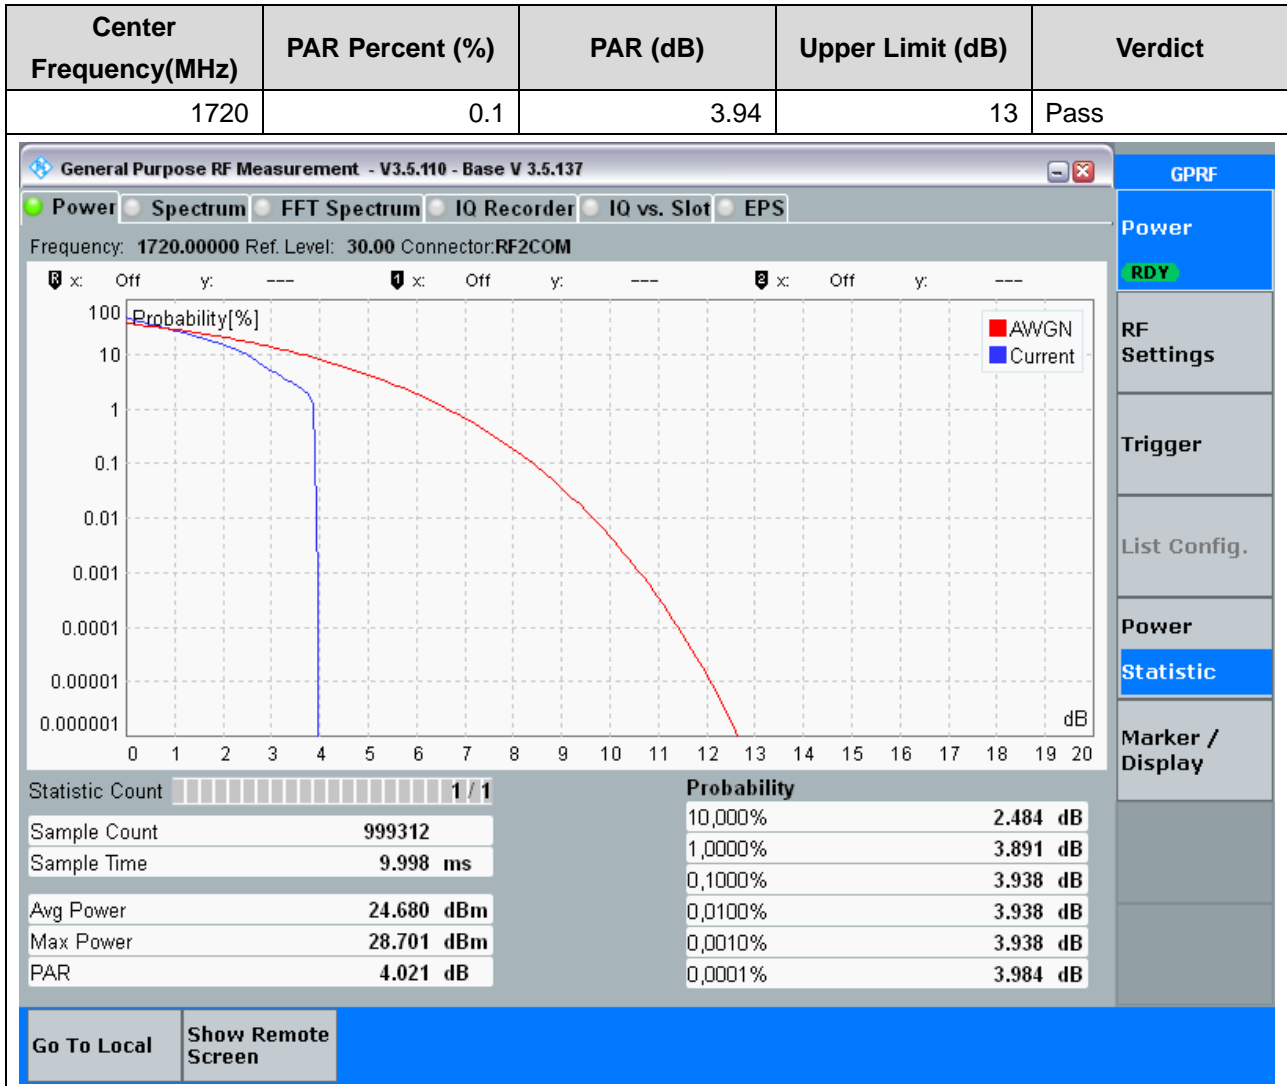 Center Frequency(MHz) PAR Percent (%) PAR (dB) Upper Limit (dB) Verdict
1720 0.1 3.94 13 Pass
General Purpose RF Measurement - V3.5.110 - Base V 3.5.137
GPRF
Power Spectrum FFT Spectrum IQ Recorder IQ vs. Slot EPS
Frequency: 1720.00000 Ref. Level: 30.00 Connector:RF2COM
R x: Off y: --- 1 x: Off y: --- 2 x: Off y: ---
Probability[%]
AWGN
Current
100
10
1
0.1
0.01
0.001
0.0001
0.00001
0.000001
dB
0 1 2 3 4 5 6 7 8 9 10 11 12 13 14 15 16 17 18 19 20
Statistic Count 1 / 1
Sample Count 999312
Sample Time 9.998 ms
Avg Power 24.680 dBm
Max Power 28.701 dBm
PAR 4.021 dB
Probability
10,000% 2.484 dB
1,0000% 3.891 dB
0,1000% 3.938 dB
0,0100% 3.938 dB
0,0010% 3.938 dB
0,0001% 3.984 dB
Power
RDY
RF
Settings
Trigger
List Config.
Power
Statistic
Marker /
Display
Go To Local
Show Remote
Screen